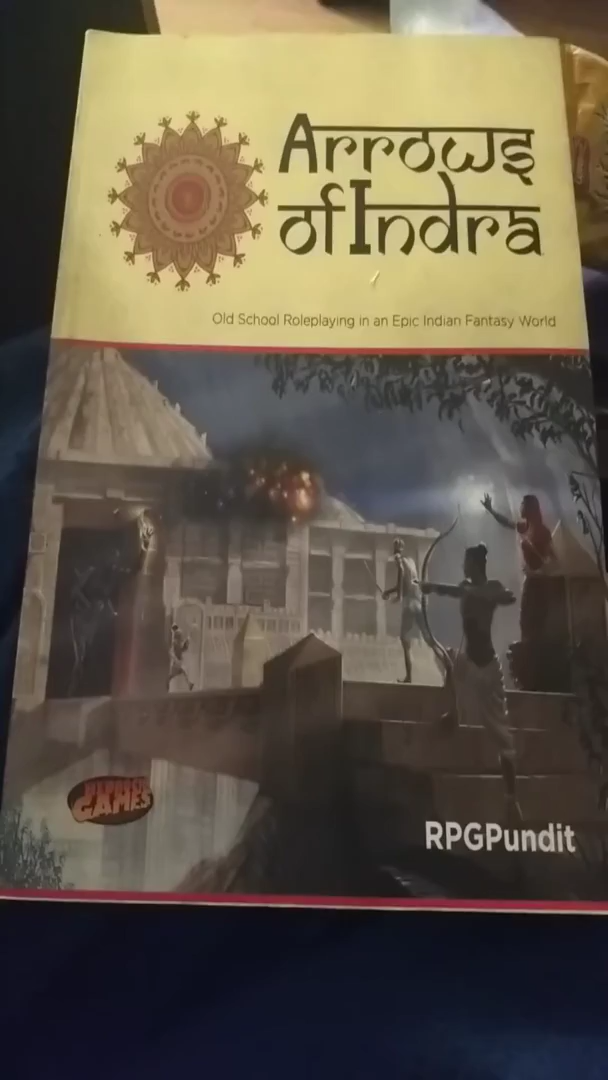 Arrows
of Indra
Old School Roleplaying in an Epic Indian Fantasy World
GAMES
RPGPundit